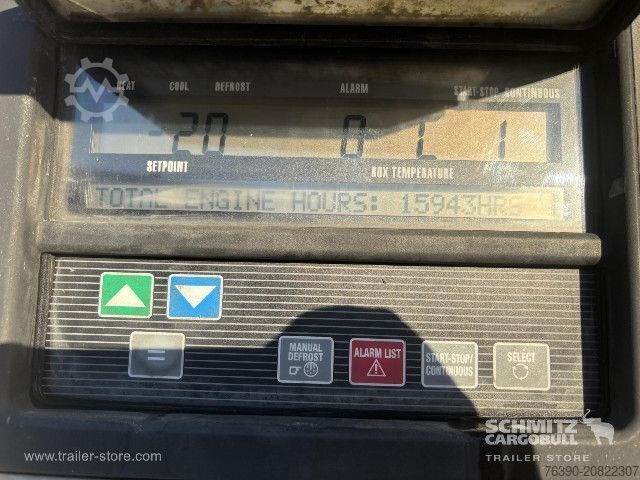 HEAT COOL DEFROST ALARM START-STOP CONTINUOUS
-20
SETPOINT BOX TEMPERATURE
TOTAL ENGINE HOURS: 15943HRS
MANUAL DEFROST
ALARM LIST
START-STOP/ CONTINUOUS
SELECT
SCHMITZ
CARGOBULL
TRAILER STORE
www.trailer-store.com
76390-20822307